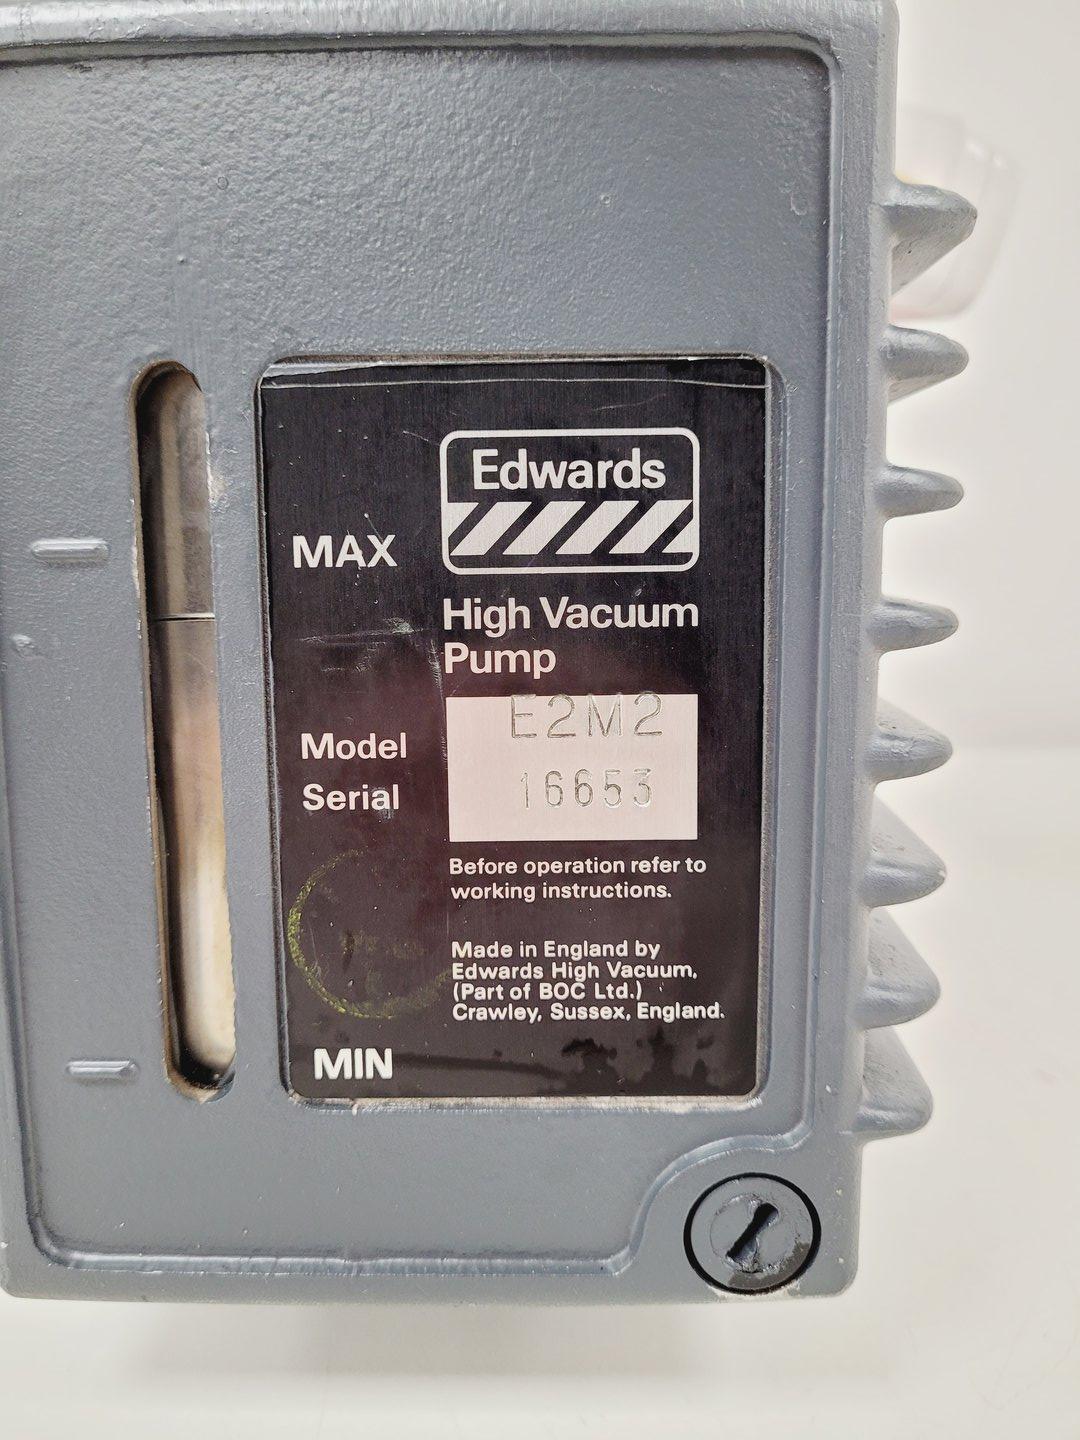 Edwards
MAX
High Vacuum
Pump
Model E2M2
Serial 16653
Before operation refer to
working instructions.
Made in England by
Edwards High Vacuum,
(Part of BOC Ltd.)
Crawley, Sussex, England.
MIN